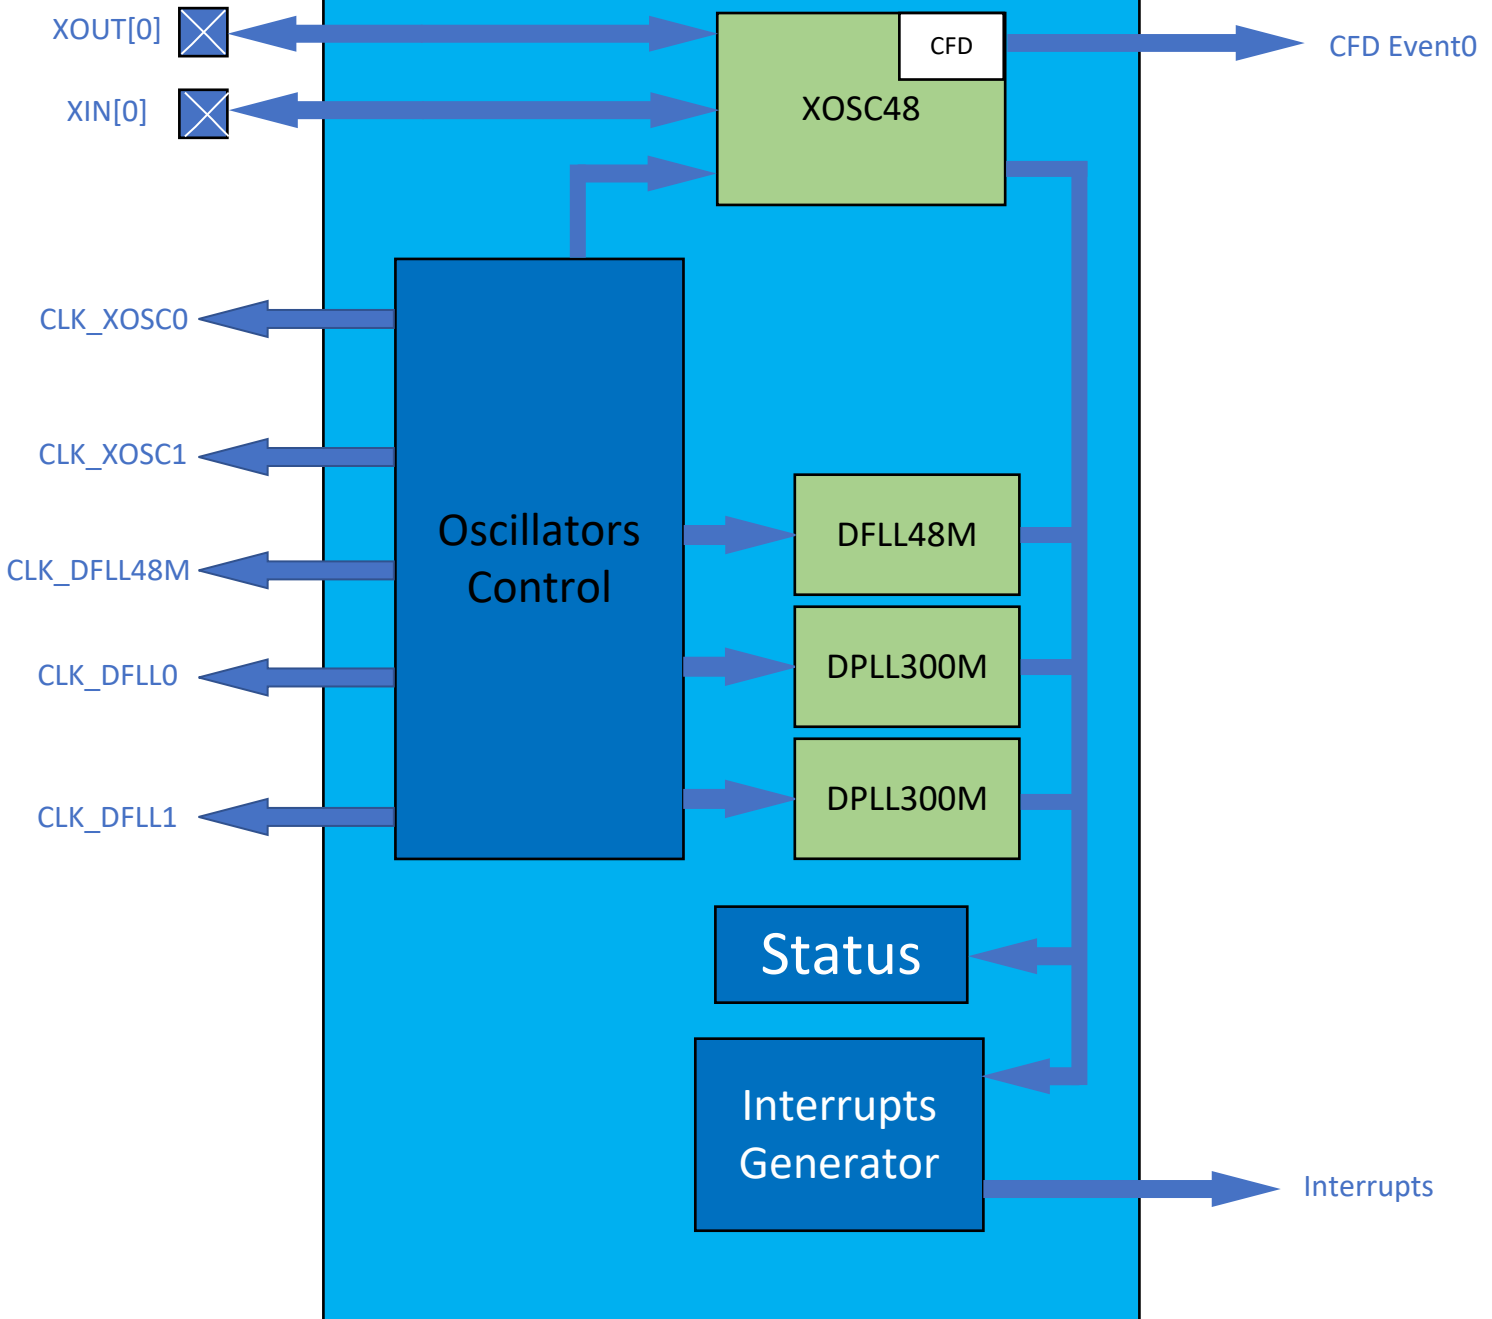 XOUT[0]
CFD
CFD Event0
XIN[0]
XOSC48
CLK_XOSC0
CLK_XOSC1
Oscillators
Control
DFLL48M
CLK_DFLL48M
CLK_DFLL0
DPLL300M
CLK_DFLL1
DPLL300M
Status
Interrupts
Generator
Interrupts